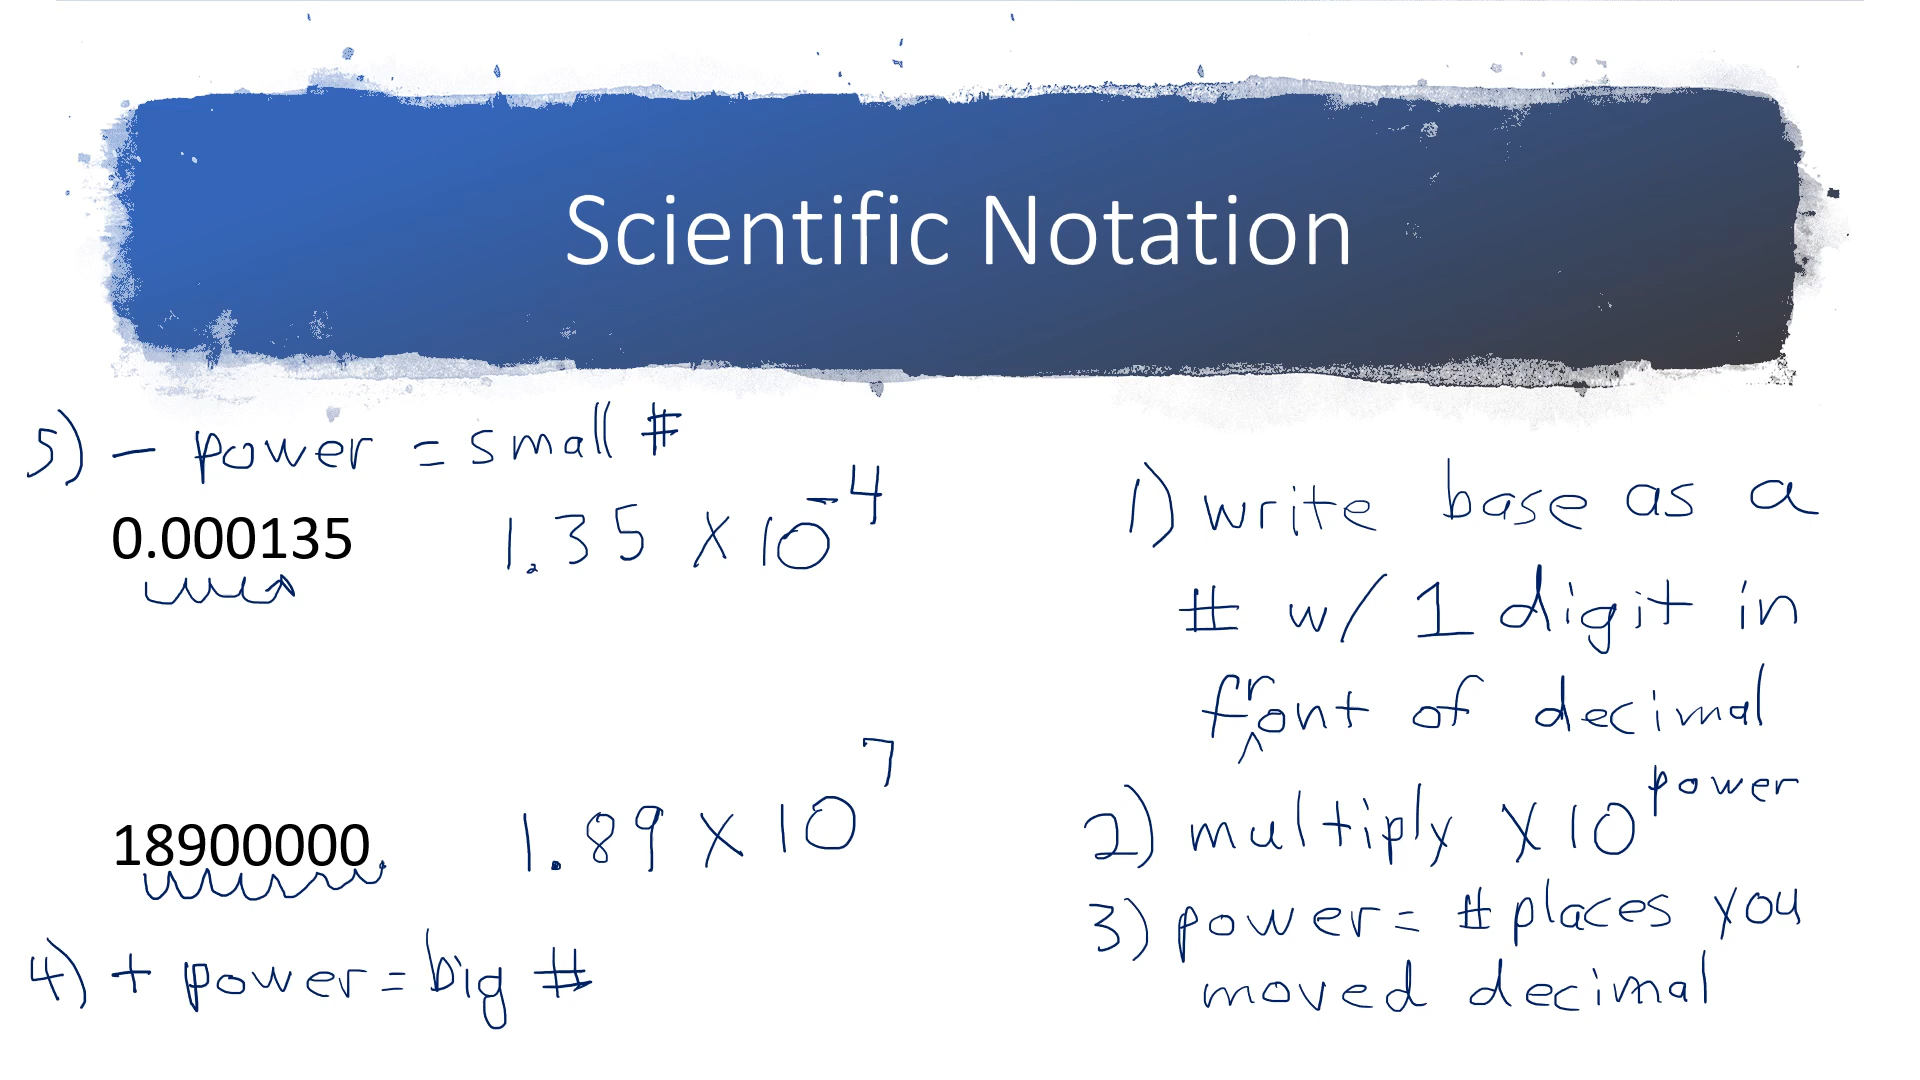 Scientific Notation
5) - power = small #
0.000135 1.35 X 10^-4
18900000. 1.89 X 10^7
4) + power = big #
1) write base as a
# w/ 1 digit in
front of decimal
2) multiply X 10^power
3) power = # places you
moved decimal